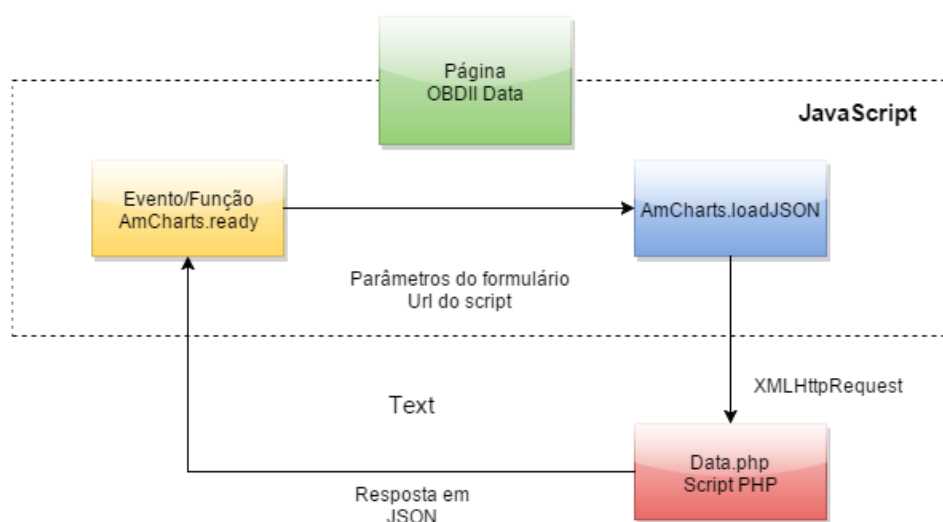 Página
OBDII Data
JavaScript
Evento/Função
AmCharts.ready
AmCharts.loadJSON
Parâmetros do formulário
Url do script
XMLHttpRequest
Text
Data.php
Script PHP
Resposta em
JSON